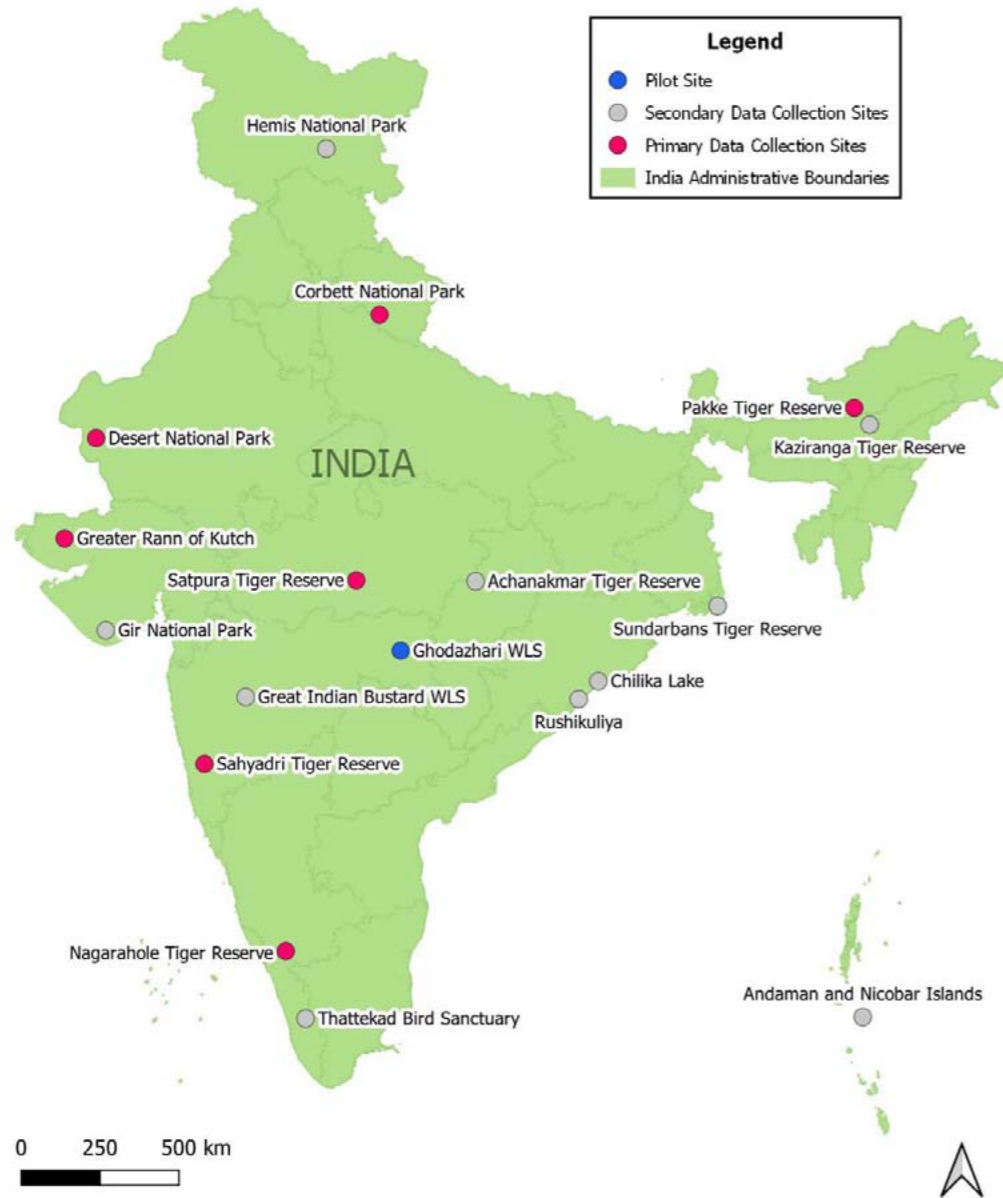 Legend
Pilot Site
Secondary Data Collection Sites
Primary Data Collection Sites
India Administrative Boundaries
Hemis National Park
Corbett National Park
Pakke Tiger Reserve
Kaziranga Tiger Reserve
Desert National Park
INDIA
Greater Rann of Kutch
Satpura Tiger Reserve
Achanakmar Tiger Reserve
Sundarbans Tiger Reserve
Gir National Park
Ghodazhari WLS
Chilika Lake
Great Indian Bustard WLS
Rushikuliya
Sahyadri Tiger Reserve
Nagarahole Tiger Reserve
Andaman and Nicobar Islands
Thattekad Bird Sanctuary
0 250 500 km